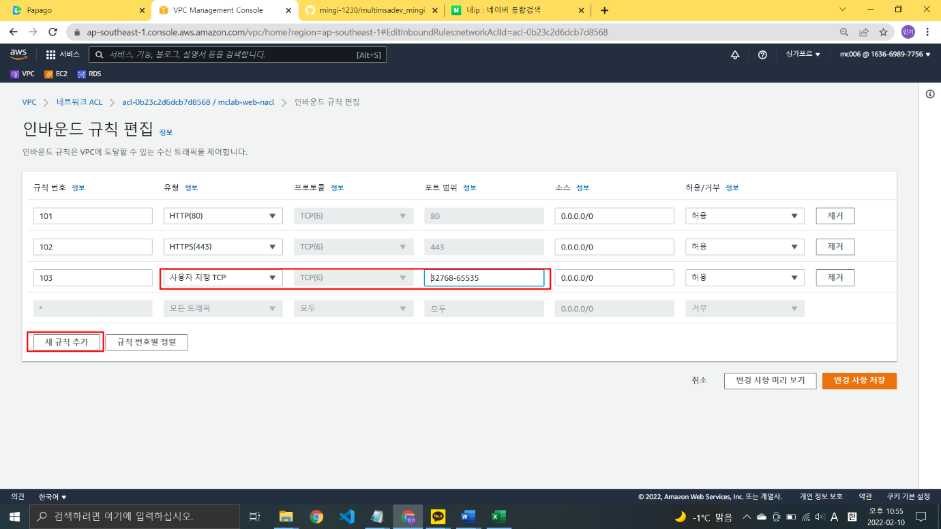 Papago
VPC Management Console
mingi-1230/multimsadev_mingi
내ip : 네이버 통합검색
ap-southeast-1.console.aws.amazon.com/vpc/home?region=ap-southeast-1#EditInboundRules:networkAclId=acl-0b23c2d6dcb7d8568
민기
aws
서비스
서비스, 기능, 블로그, 설명서 등을 검색합니다.
[Alt+S]
싱가포르
mc006 @ 1636-6989-7756
VPC
EC2
RDS
VPC
네트워크 ACL
acl-0b23c2d6dcb7d8568 / mclab-web-nacl
인바운드 규칙 편집
인바운드 규칙 편집 정보
인바운드 규칙은 VPC에 도달할 수 있는 수신 트래픽을 제어합니다.
규칙 번호 정보 유형 정보 프로토콜 정보 포트 범위 정보 소스 정보 허용/거부 정보
101 HTTP(80) TCP(6) 80 0.0.0.0/0 허용 제거
102 HTTPS(443) TCP(6) 443 0.0.0.0/0 허용 제거
103 사용자 지정 TCP TCP(6) 32768-65535 0.0.0.0/0 허용 제거
* 모든 트래픽 모두 모두 0.0.0.0/0 거부
새 규칙 추가
규칙 번호별 정렬
취소
변경 사항 미리 보기
변경 사항 저장
의견
한국어
© 2022, Amazon Web Services, Inc. 또는 계열사.
개인 정보 보호
약관
쿠키 기본 설정
검색하려면 여기에 입력하십시오.
-1°C 맑음
A
오후 10:55
2022-02-10